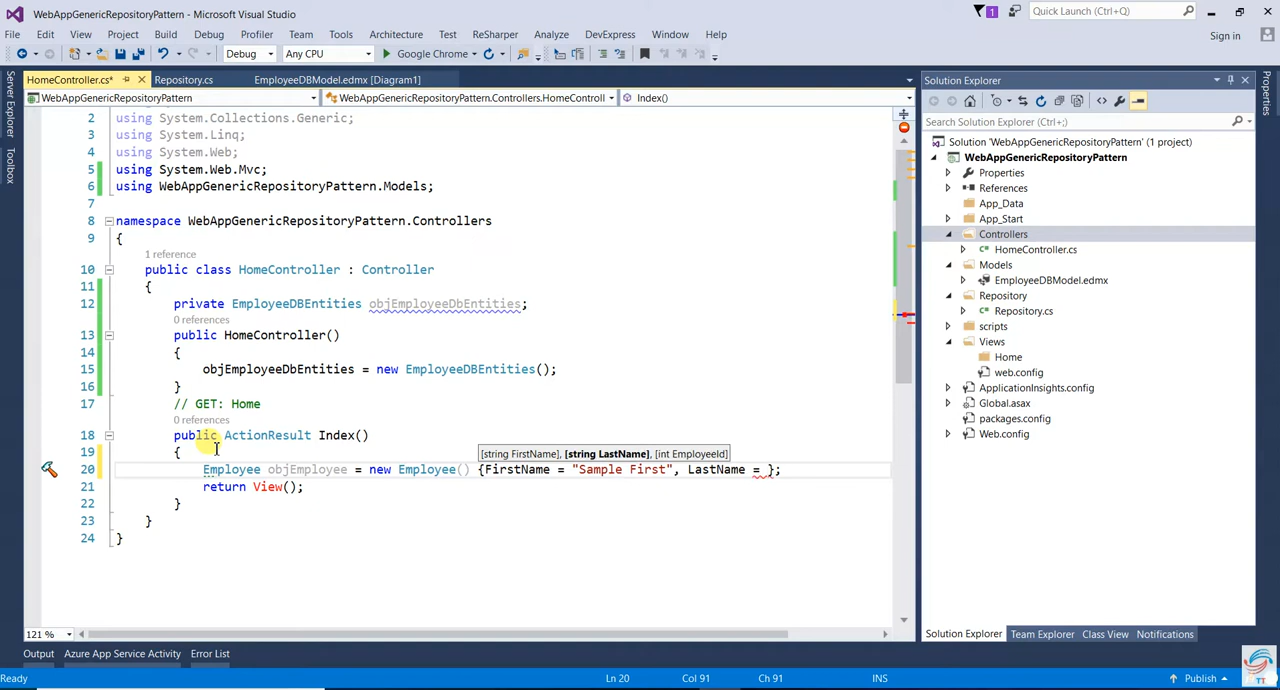 WebAppGenericRepositoryPattern - Microsoft Visual Studio
1
Quick Launch (Ctrl+Q)
File Edit View Project Build Debug Profiler Team Tools Architecture Test ReSharper Analyze DevExpress Window Help
Sign in
Debug Any CPU Google Chrome
Server Explorer
Toolbox
HomeController.cs* Repository.cs EmployeeDBModel.edmx [Diagram1]
WebAppGenericRepositoryPattern WebAppGenericRepositoryPattern.Controllers.HomeControll Index()
2 using System.Collections.Generic;
3 using System.Linq;
4 using System.Web;
5 using System.Web.Mvc;
6 using WebAppGenericRepositoryPattern.Models;
7
8 namespace WebAppGenericRepositoryPattern.Controllers
9 {
1 reference
10 public class HomeController : Controller
11 {
12 private EmployeeDBEntities objEmployeeDbEntities;
0 references
13 public HomeController()
14 {
15 objEmployeeDbEntities = new EmployeeDBEntities();
16 }
17 // GET: Home
0 references
18 public ActionResult Index()
19 {
[string FirstName], [string LastName], [int EmployeeId]
20 Employee objEmployee = new Employee() {FirstName = "Sample First", LastName = };
21 return View();
22 }
23 }
24 }
121 %
Output Azure App Service Activity Error List
Ready Ln 20 Col 91 Ch 91 INS Publish
Solution Explorer
Search Solution Explorer (Ctrl+;)
Solution 'WebAppGenericRepositoryPattern' (1 project)
WebAppGenericRepositoryPattern
Properties
References
App_Data
App_Start
Controllers
HomeController.cs
Models
EmployeeDBModel.edmx
Repository
Repository.cs
scripts
Views
Home
web.config
ApplicationInsights.config
Global.asax
packages.config
Web.config
Solution Explorer Team Explorer Class View Notifications
Properties
TT